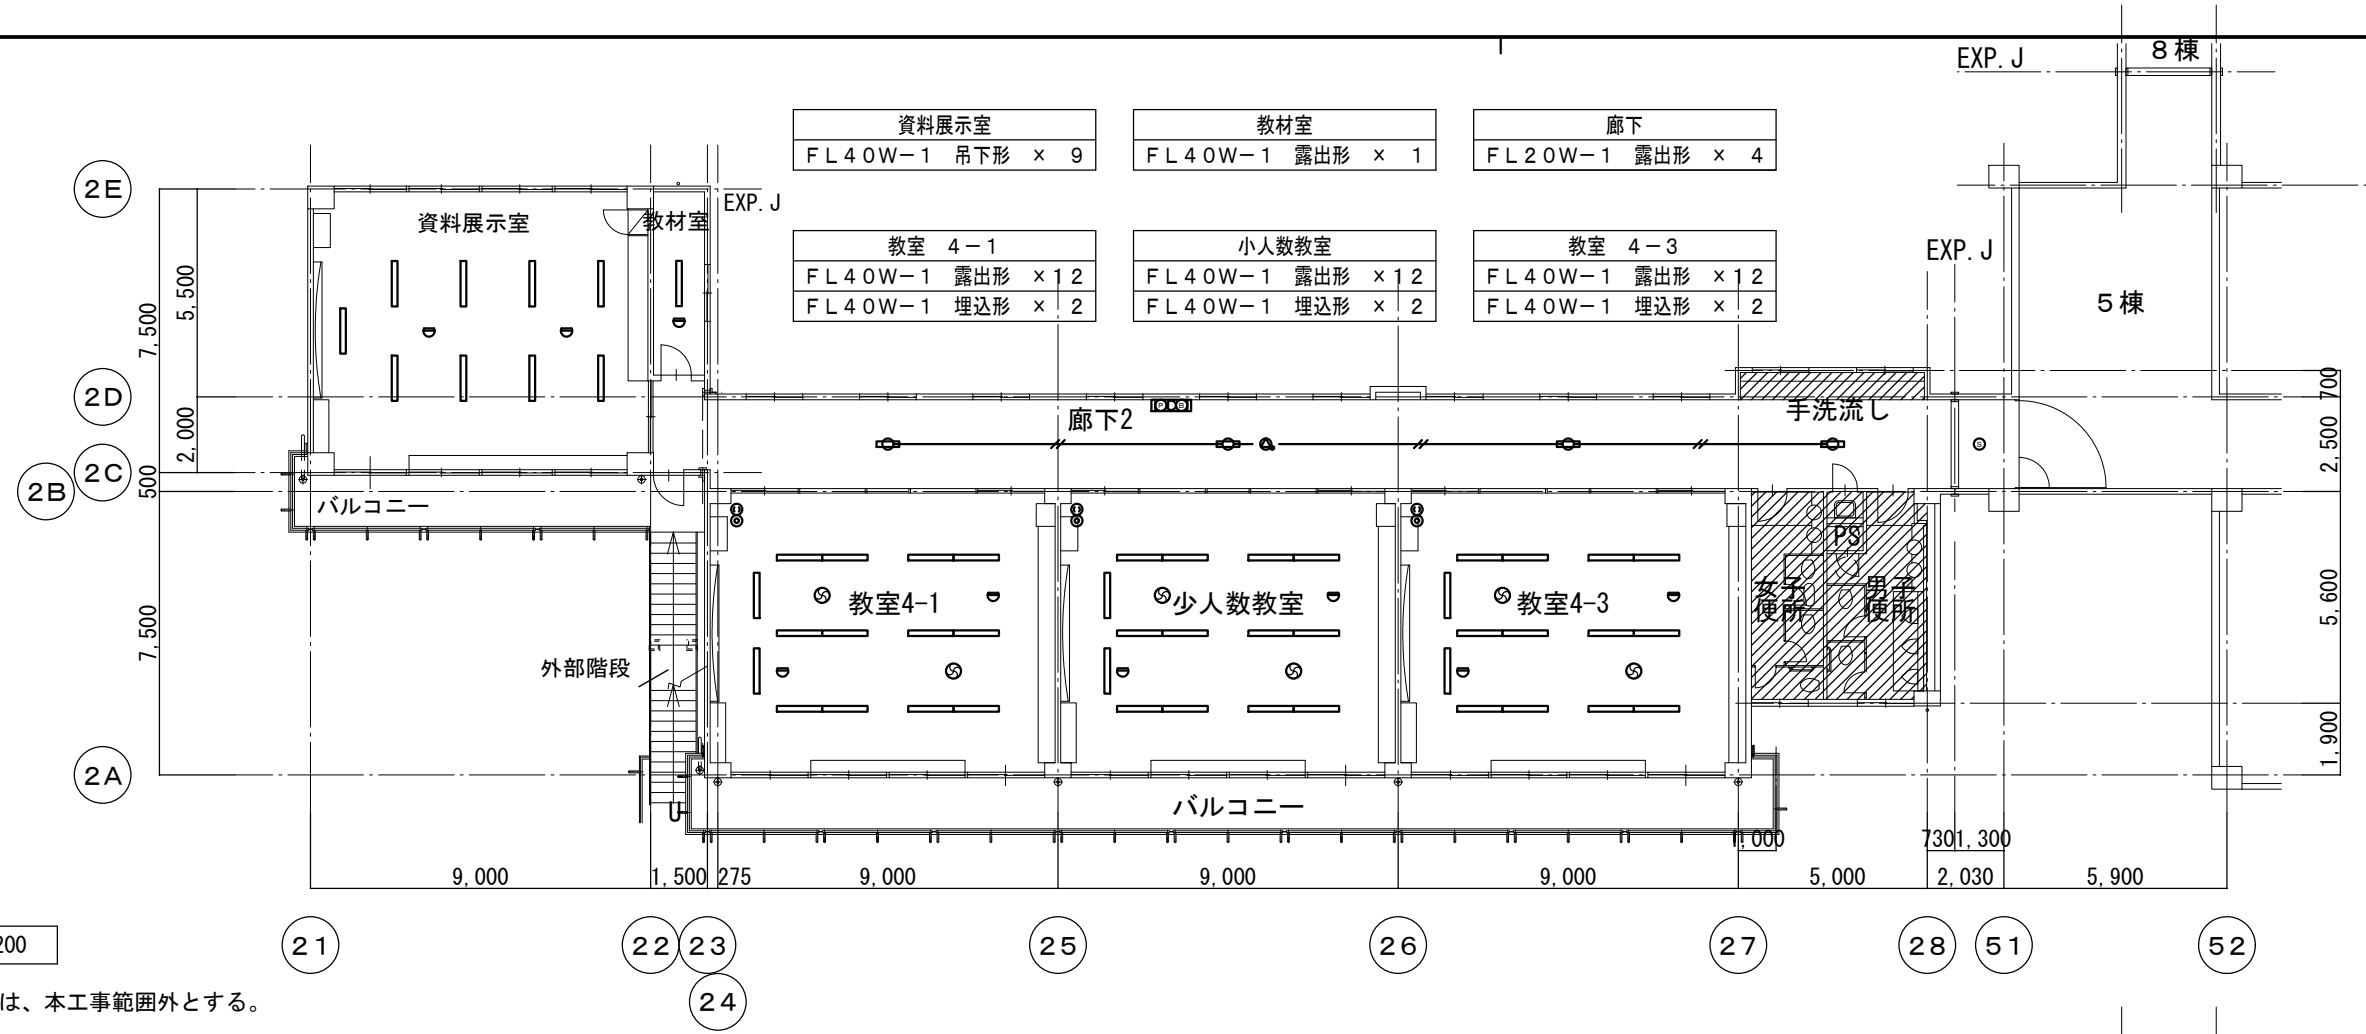 ８棟
EXP. J
資料展示室
ＦＬ４０Ｗ－１　吊下形　×　９
教材室
ＦＬ４０Ｗ－１　露出形　×　１
廊下
ＦＬ２０Ｗ－１　露出形　×　４
教室　４－１
ＦＬ４０Ｗ－１　露出形　×１２
ＦＬ４０Ｗ－１　埋込形　×　２
小人数教室
ＦＬ４０Ｗ－１　露出形　×１２
ＦＬ４０Ｗ－１　埋込形　×　２
教室　４－３
ＦＬ４０Ｗ－１　露出形　×１２
ＦＬ４０Ｗ－１　埋込形　×　２
2E
2D
2C
2B
2A
7,500
5,500
2,000
500
7,500
資料展示室
教材室
EXP. J
EXP. J
５棟
廊下2
手洗流し
バルコニー
外部階段
教室4-1
少人数教室
教室4-3
PS
女子
便所
男子
便所
バルコニー
700
2,500
5,600
1,900
1,000
730
1,300
9,000
1,500
275
9,000
9,000
9,000
5,000
2,030
5,900
21
22
23
24
25
26
27
28
51
52
200
は、本工事範囲外とする。